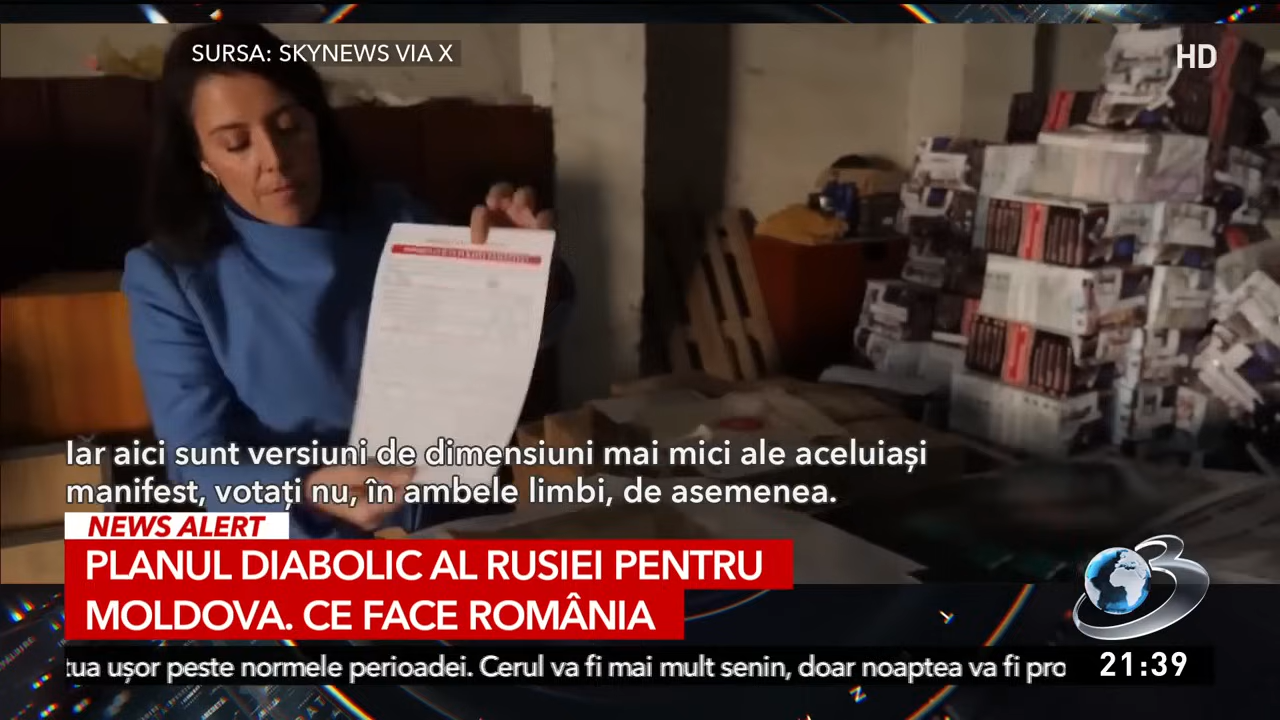 SURSA: SKYNEWS VIA X
HD
Iar aici sunt versiuni de dimensiuni mai mici ale aceluiași
manifest, votați nu, în ambele limbi, de asemenea.
NEWS ALERT
PLANUL DIABOLIC AL RUSIEI PENTRU
MOLDOVA. CE FACE ROMÂNIA
3
tua ușor peste normele perioadei. Cerul va fi mai mult senin, doar noaptea va fi pro
21:39